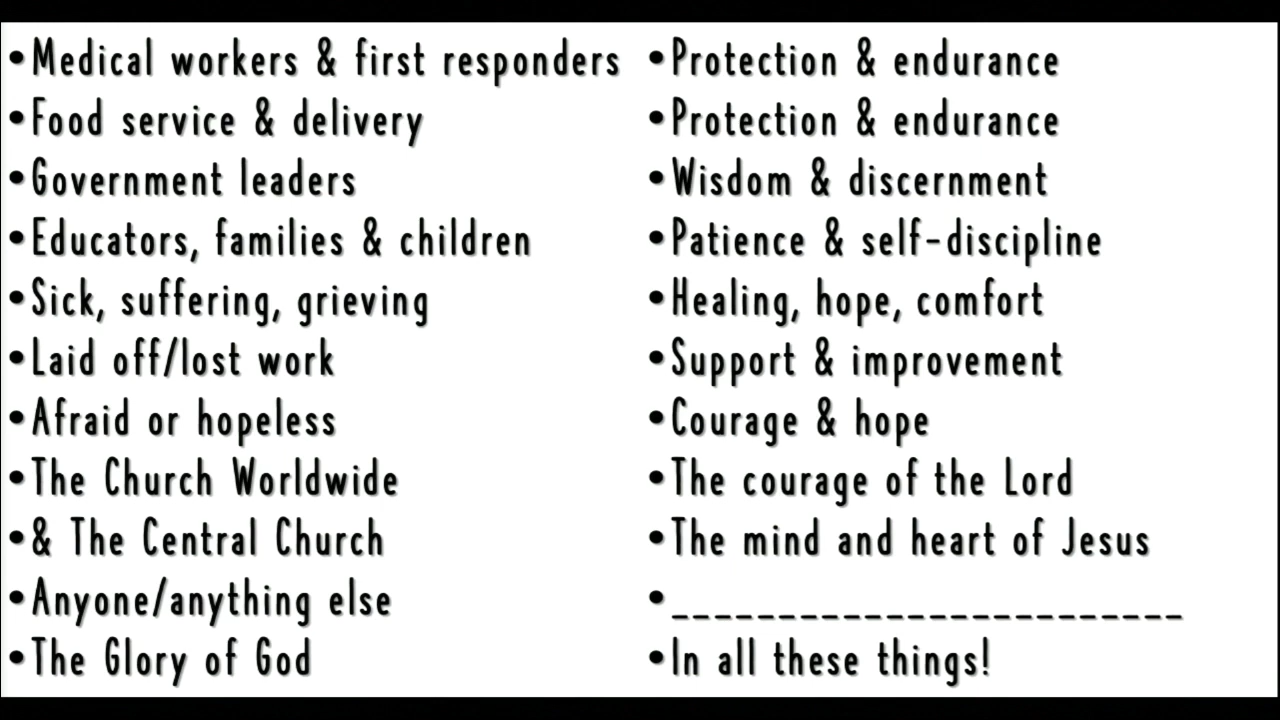 •Medical workers & first responders
•Food service & delivery
•Government leaders
•Educators, families & children
•Sick, suffering, grieving
•Laid off/lost work
•Afraid or hopeless
•The Church Worldwide
•& The Central Church
•Anyone/anything else
•The Glory of God
•Protection & endurance
•Protection & endurance
•Wisdom & discernment
•Patience & self-discipline
•Healing, hope, comfort
•Support & improvement
•Courage & hope
•The courage of the Lord
•The mind and heart of Jesus
•________________________
•In all these things!